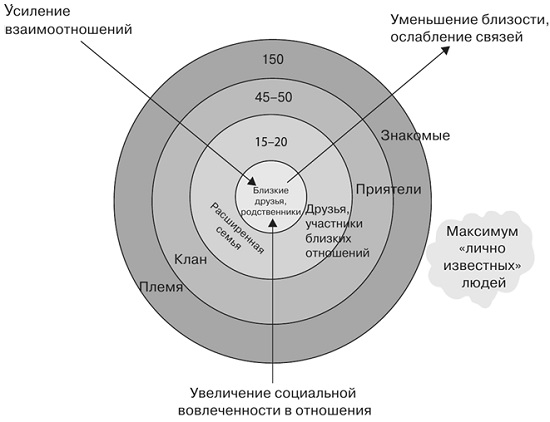 Усиление
взаимоотношений
Уменьшение близости,
ослабление связей
150
45–50
15–20
Знакомые
Приятели
Близкие
друзья,
родственники
Друзья,
участники
близких
отношений
Расширенная
семья
Клан
Племя
Максимум
«лично
известных»
людей
Увеличение социальной
вовлеченности в отношения